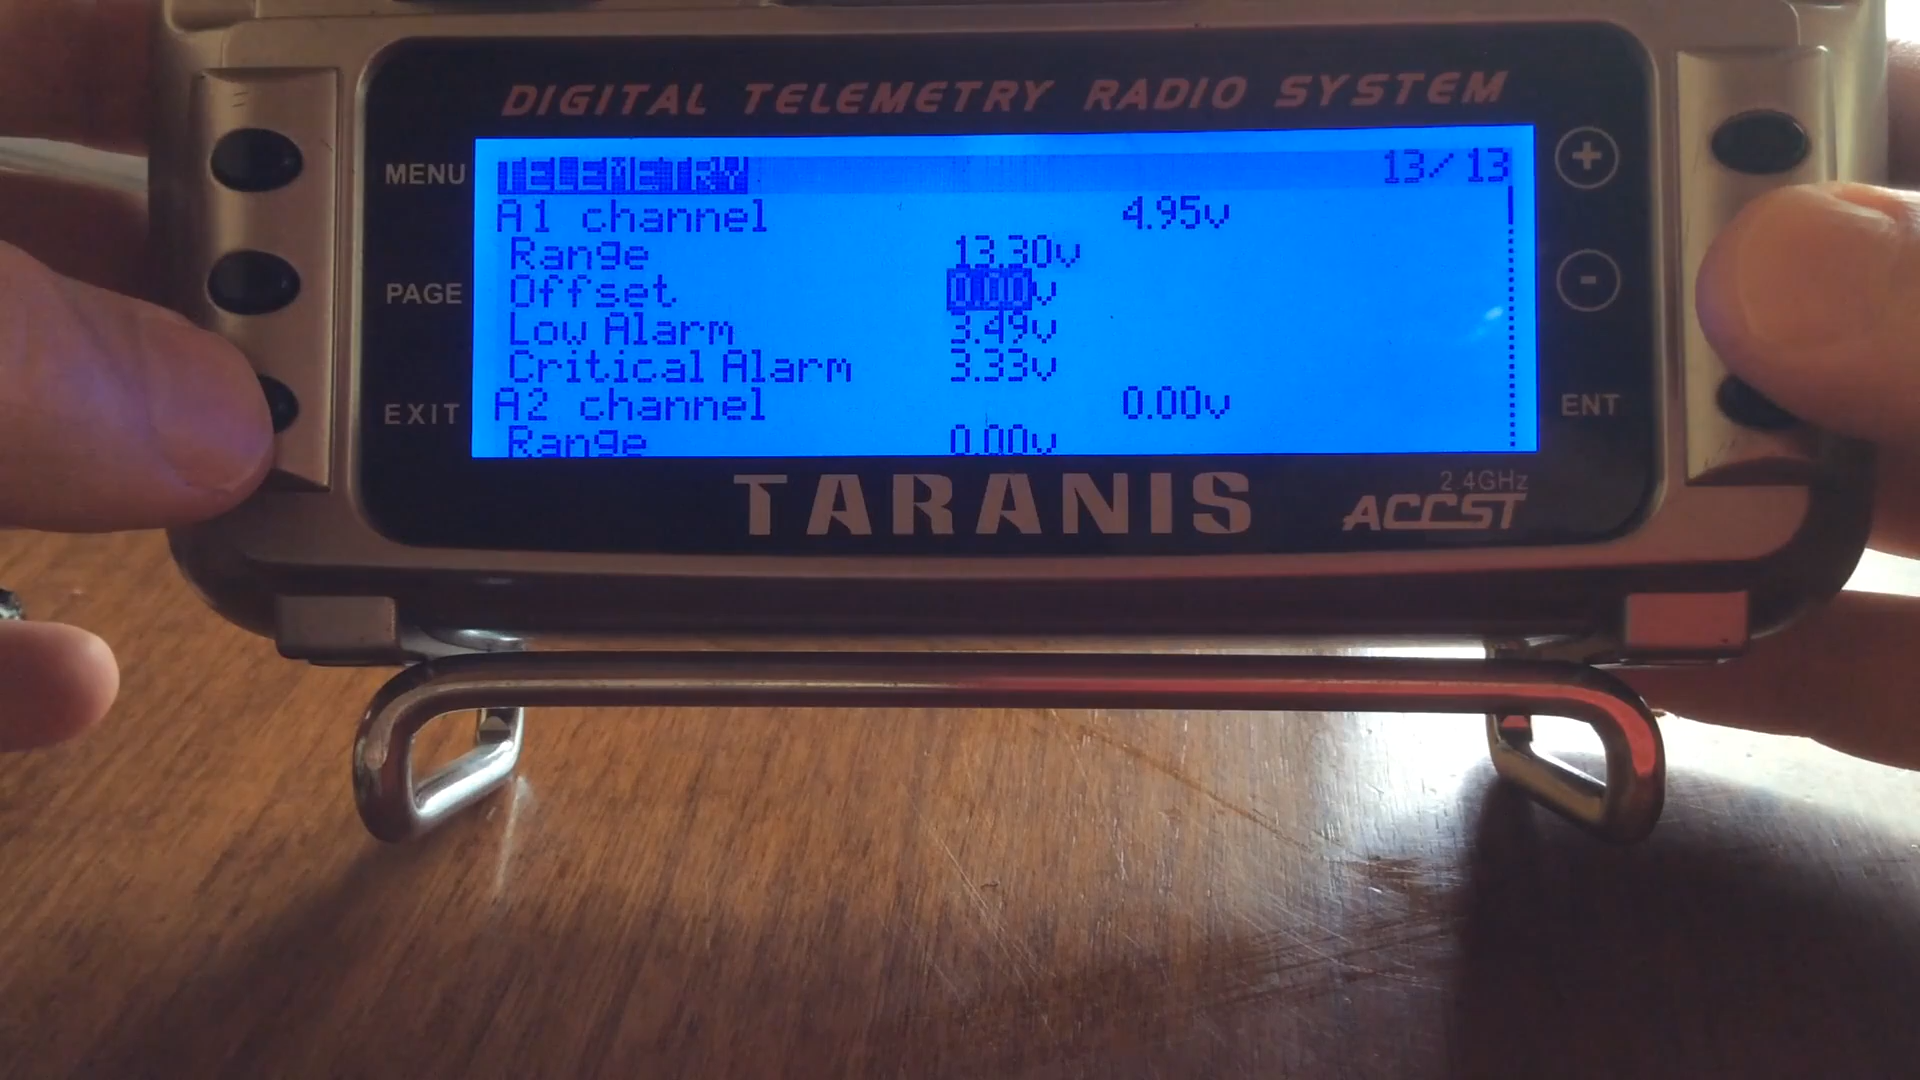 DIGITAL TELEMETRY RADIO SYSTEM
MENU
PAGE
EXIT
TELEMETRY 13/13
A1 channel 4.95v
Range 13.30v
Offset 0.00v
Low Alarm 3.49v
Critical Alarm 3.33v
A2 channel 0.00v
Range 0.00v
+
-
ENT
TARANIS
2.4GHz
ACCST